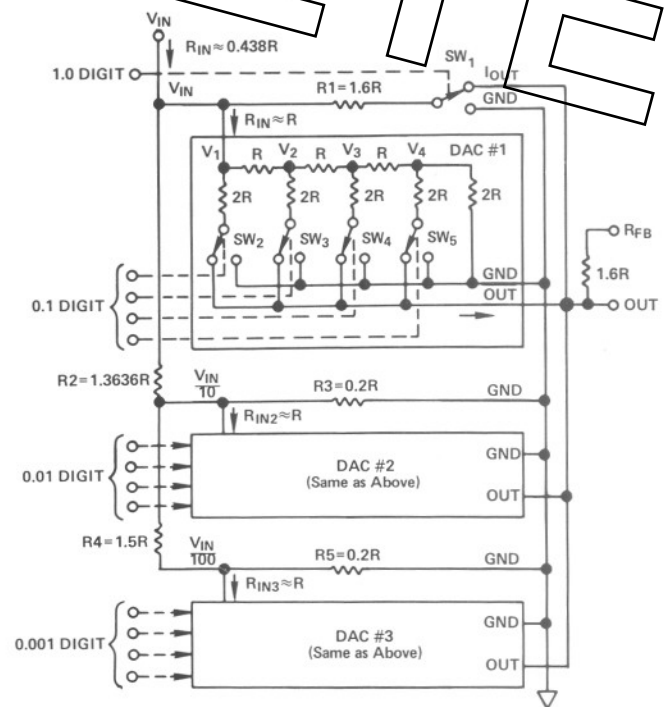 VIN
RIN≈0.438R
SW1
1.0 DIGIT
IOUT
VIN
R1=1.6R
GND
RIN≈R
V1 R V2 R V3 R V4 DAC #1
2R 2R 2R 2R 2R
SW2 SW3 SW4 SW5
RFB
1.6R
0.1 DIGIT
GND
OUT
OUT
R2=1.3636R
VIN
10
R3=0.2R
GND
RIN2≈R
0.01 DIGIT
DAC #2
(Same as Above)
GND
OUT
R4=1.5R
VIN
100
R5=0.2R
GND
RIN3≈R
0.001 DIGIT
DAC #3
(Same as Above)
GND
OUT